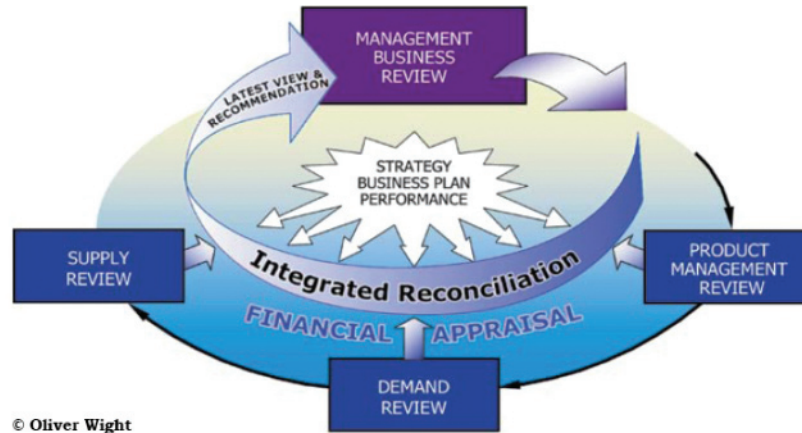 MANAGEMENT
BUSINESS
REVIEW
LATEST VIEW &
RECOMMENDATION
STRATEGY
BUSINESS PLAN
PERFORMANCE
SUPPLY
REVIEW
PRODUCT
MANAGEMENT
REVIEW
Integrated Reconciliation
FINANCIAL APPRAISAL
DEMAND
REVIEW
© Oliver Wight